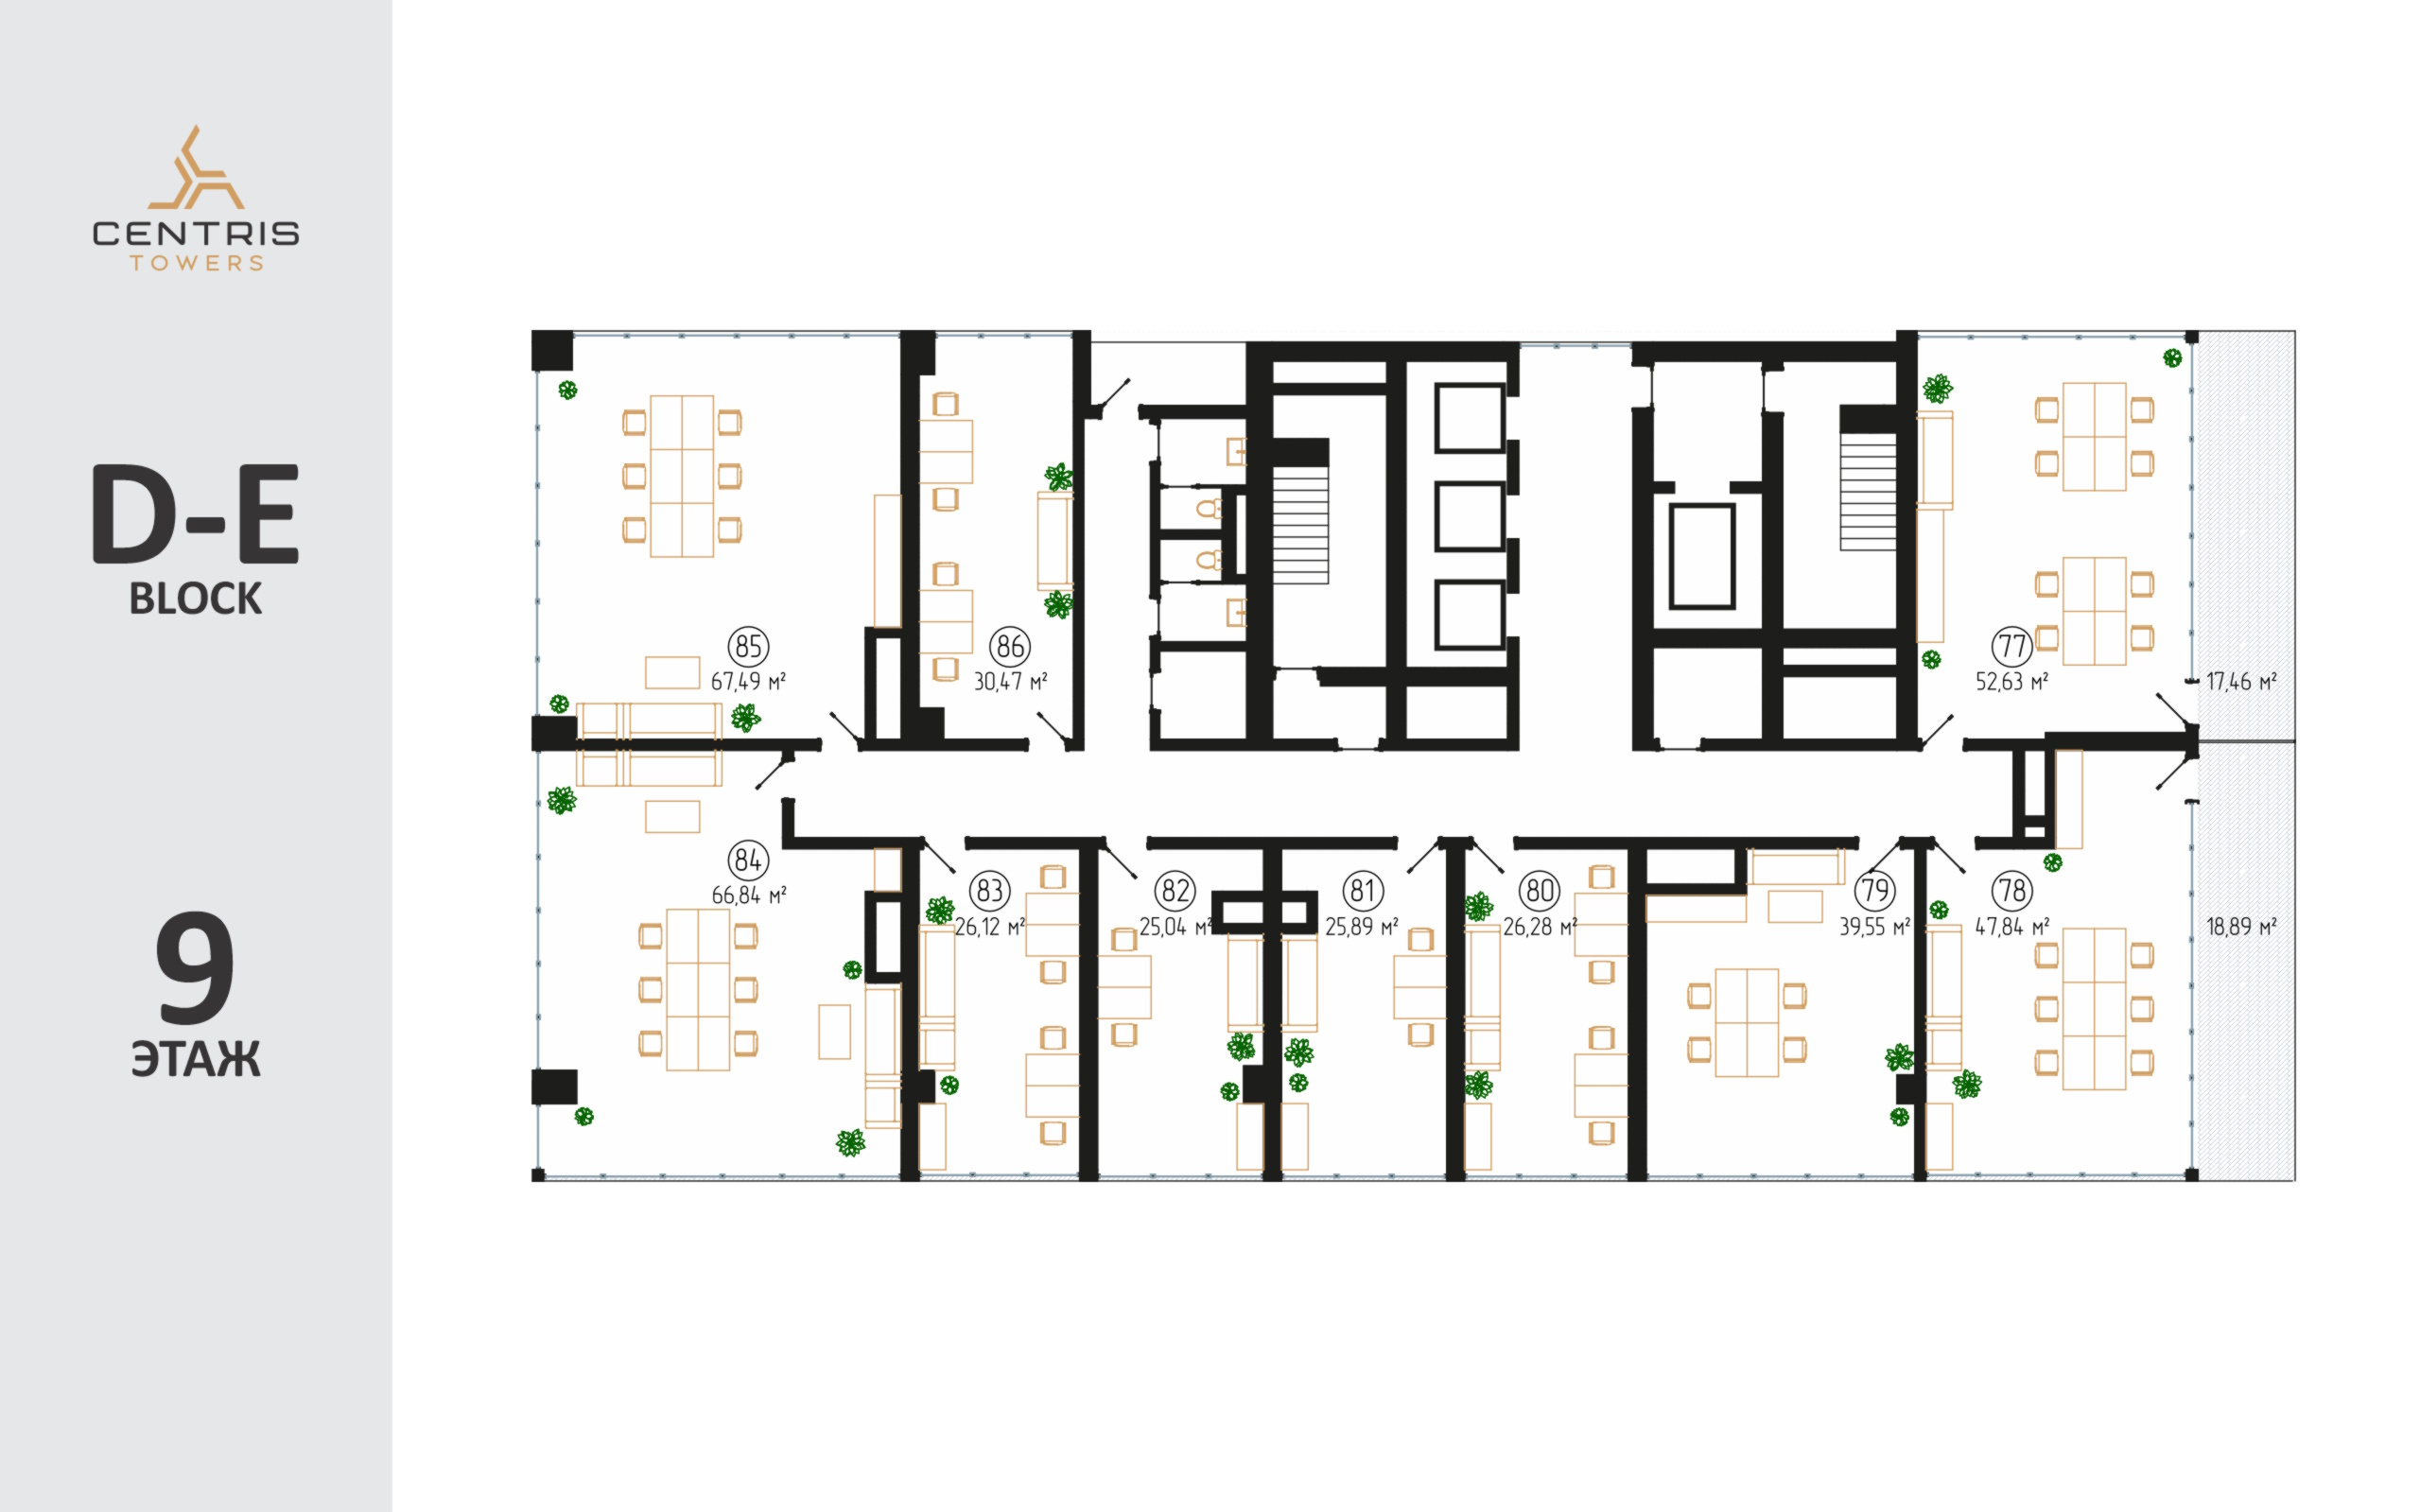 CENTRIS
TOWERS
D-E
BLOCK
9
ЭТАЖ
85
67,49 м²
86
30,47 м²
77
52,63 м²
17,46 м²
84
66,84 м²
83
26,12 м²
82
25,04 м²
81
25,89 м²
80
26,28 м²
79
39,55 м²
78
47,84 м²
18,89 м²